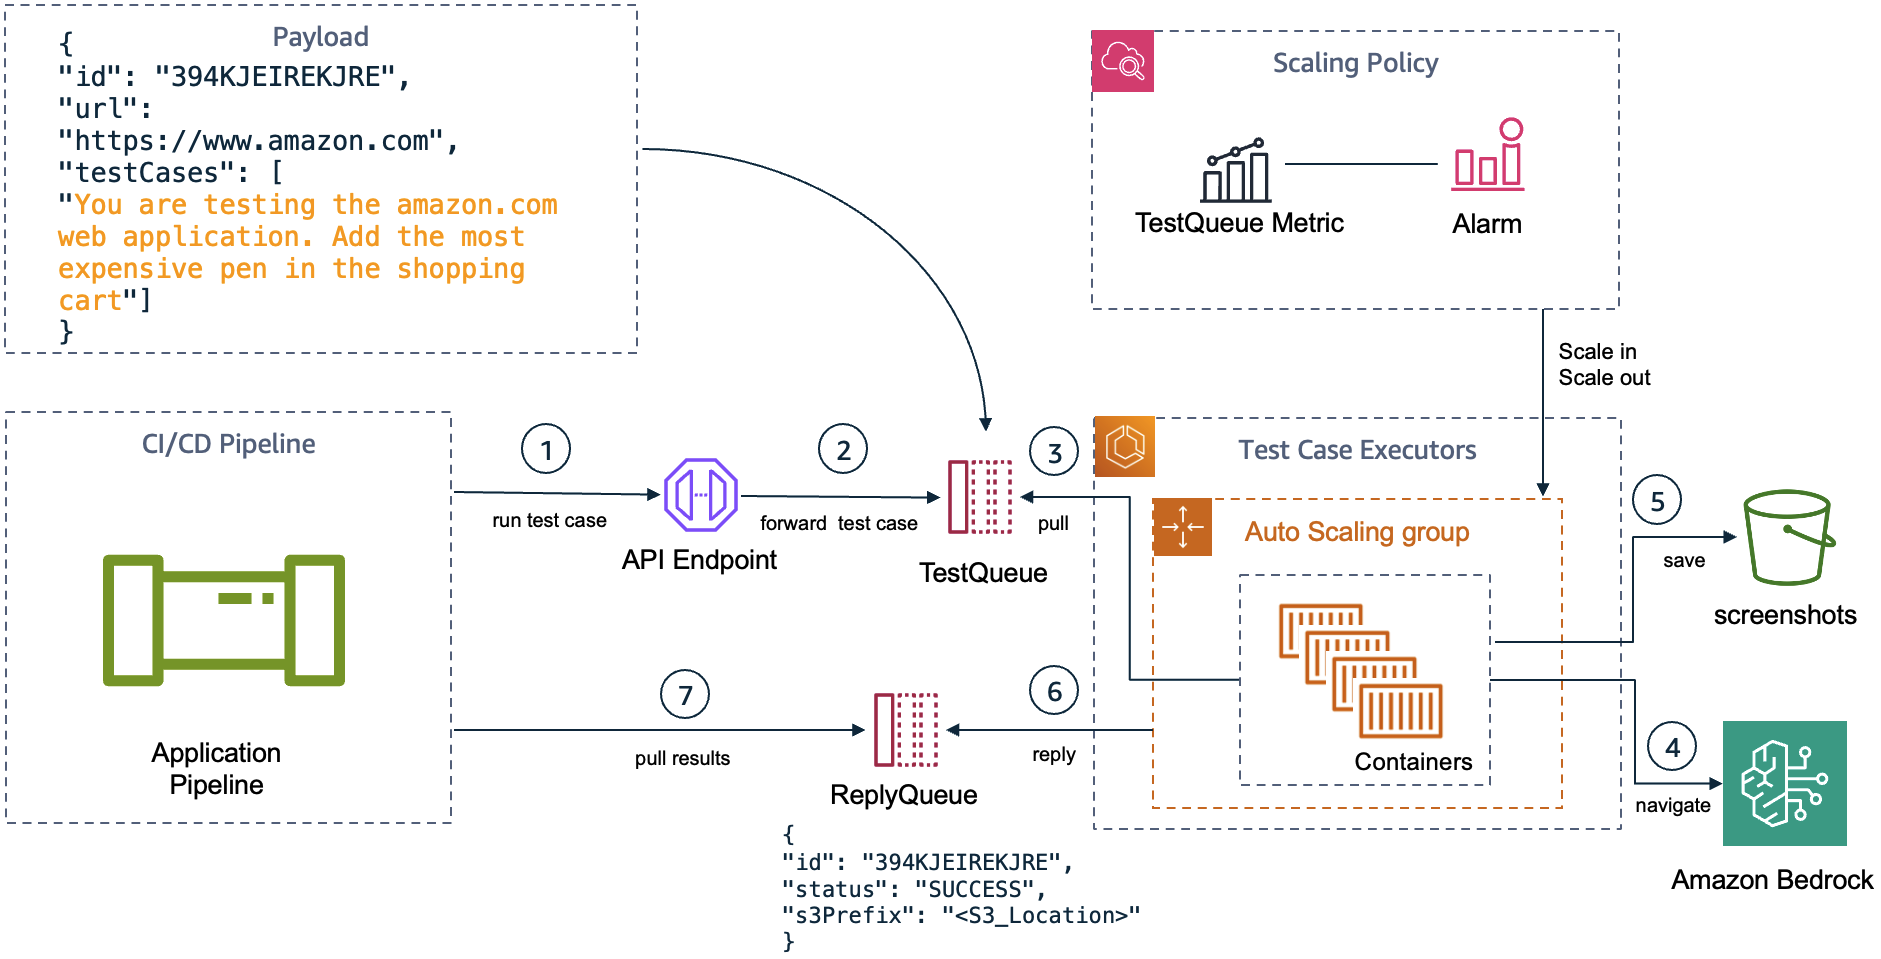 Payload
{
"id": "394KJEIREKJRE",
"url":
"https://www.amazon.com",
"testCases": [
"You are testing the amazon.com
web application. Add the most
expensive pen in the shopping
cart"]
}
Scaling Policy
TestQueue Metric
Alarm
Scale in
Scale out
CI/CD Pipeline
Application
Pipeline
1
run test case
API Endpoint
2
forward test case
TestQueue
3
pull
Test Case Executors
Auto Scaling group
Containers
5
save
screenshots
4
navigate
Amazon Bedrock
6
reply
7
pull results
ReplyQueue
{
"id": "394KJEIREKJRE",
"status": "SUCCESS",
"s3Prefix": "<S3_Location>"
}